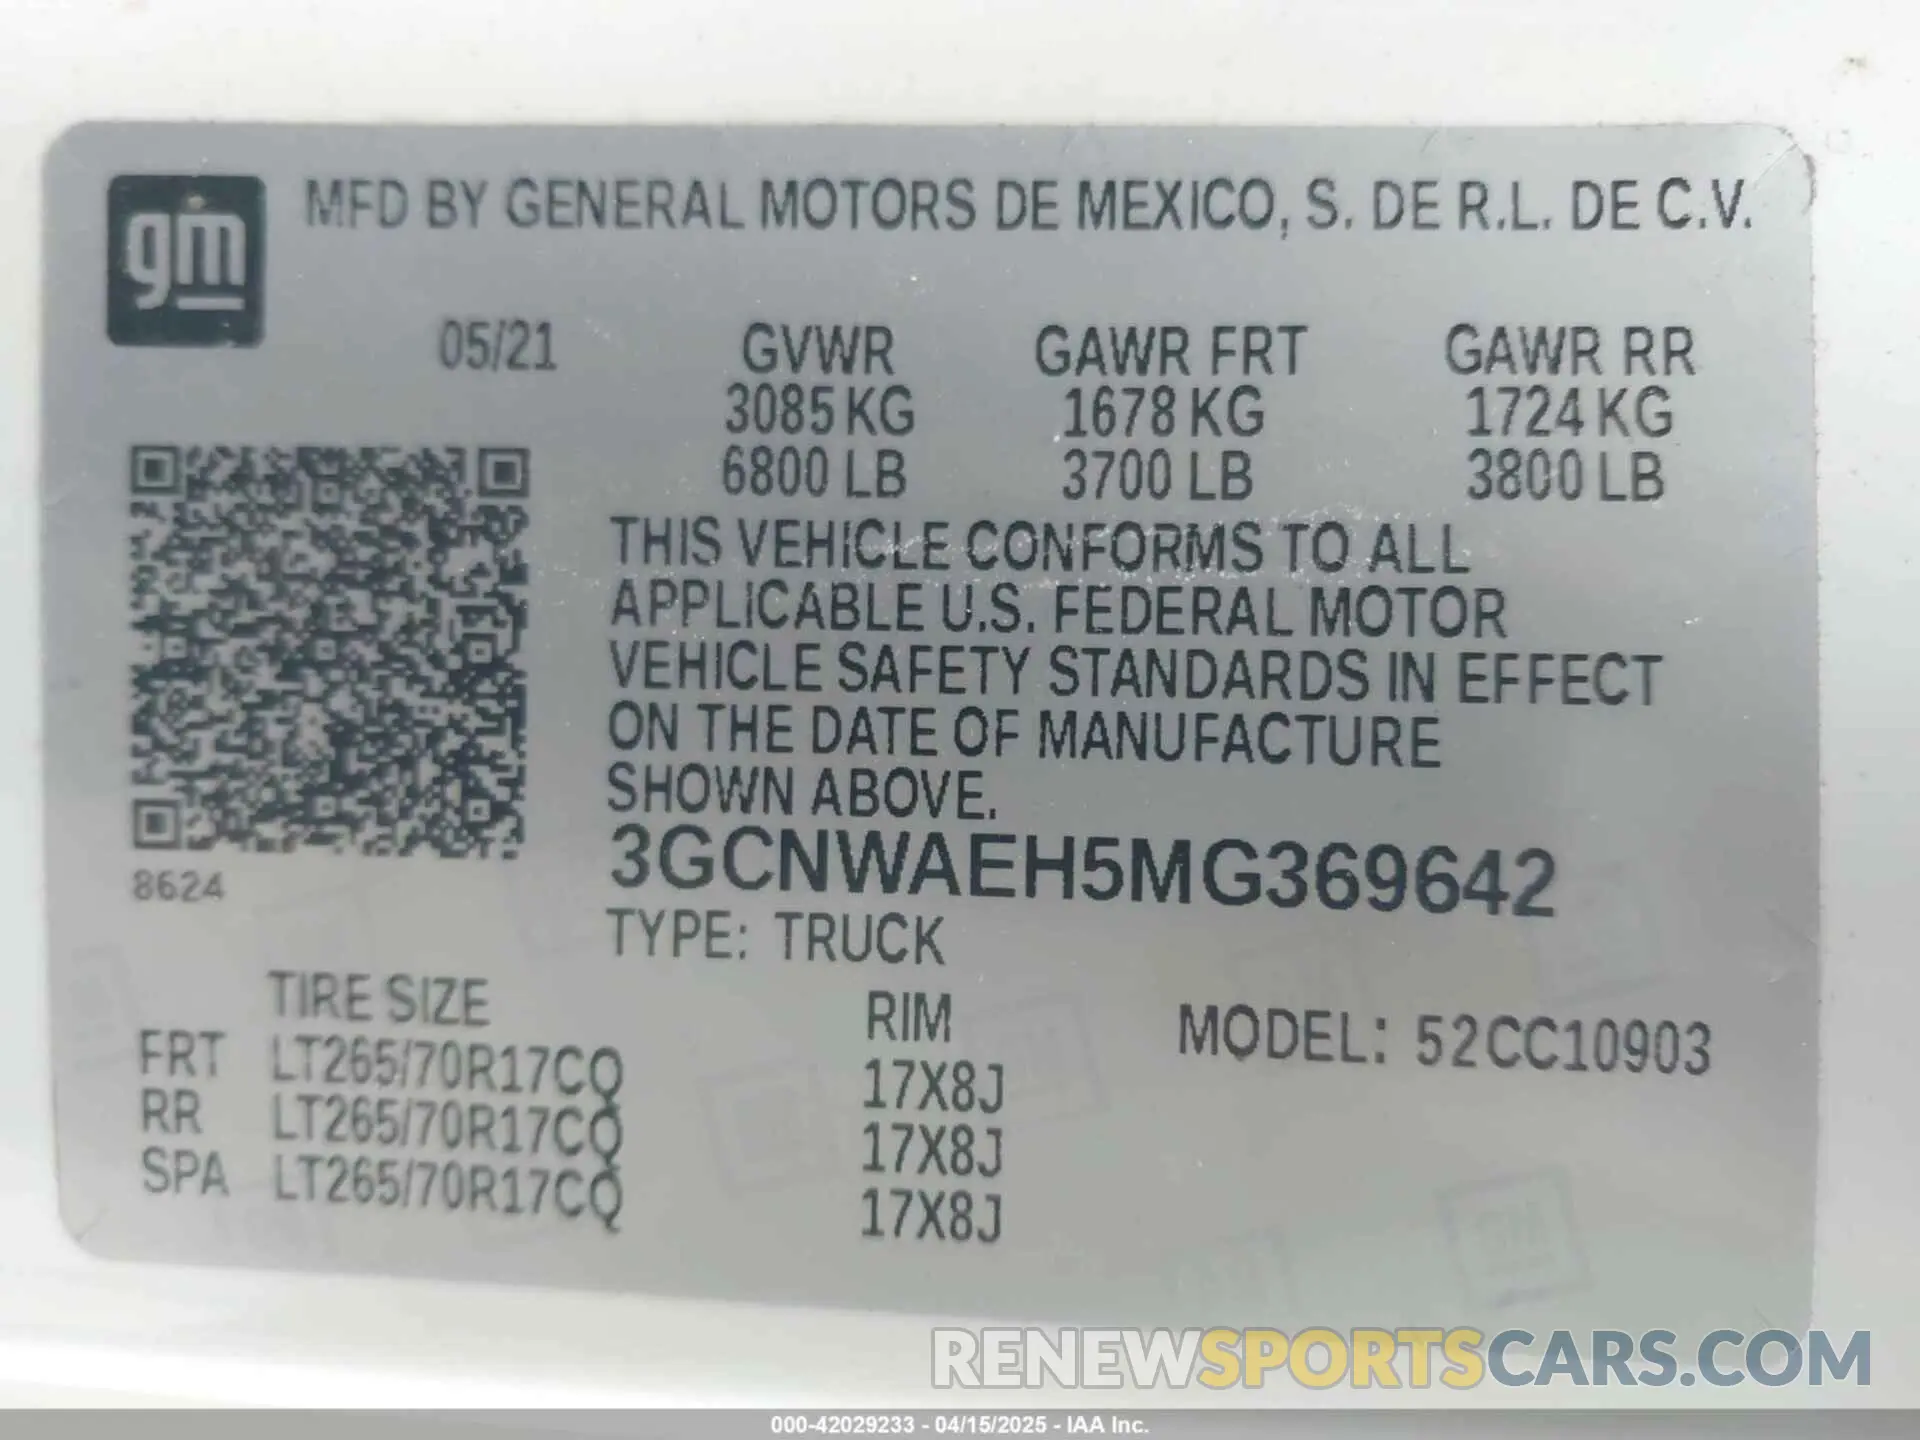 gm MFD BY GENERAL MOTORS DE MEXICO, S. DE R.L. DE C.V.
05/21 GVWR GAWR FRT GAWR RR
3085 KG 1678 KG 1724 KG
6800 LB 3700 LB 3800 LB
THIS VEHICLE CONFORMS TO ALL
APPLICABLE U.S. FEDERAL MOTOR
VEHICLE SAFETY STANDARDS IN EFFECT
ON THE DATE OF MANUFACTURE
SHOWN ABOVE.
3GCNWAEH5MG369642
8624
TYPE: TRUCK
TIRE SIZE RIM MODEL: 52CC10903
FRT LT265/70R17CQ 17X8J
RR LT265/70R17CQ 17X8J
SPA LT265/70R17CQ 17X8J
RENEWSPORTSCARS.COM
000-42029233 - 04/15/2025 - IAA Inc.